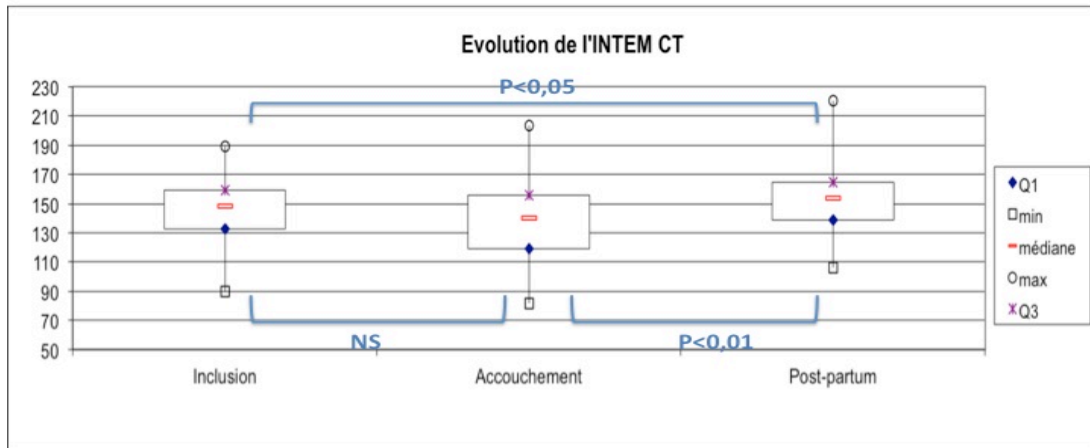 Evolution de l'INTEM CT
230
210
190
170
150
130
110
90
70
50
P<0,05
NS
P<0,01
Inclusion
Accouchement
Post-partum
Q1
min
médiane
max
Q3